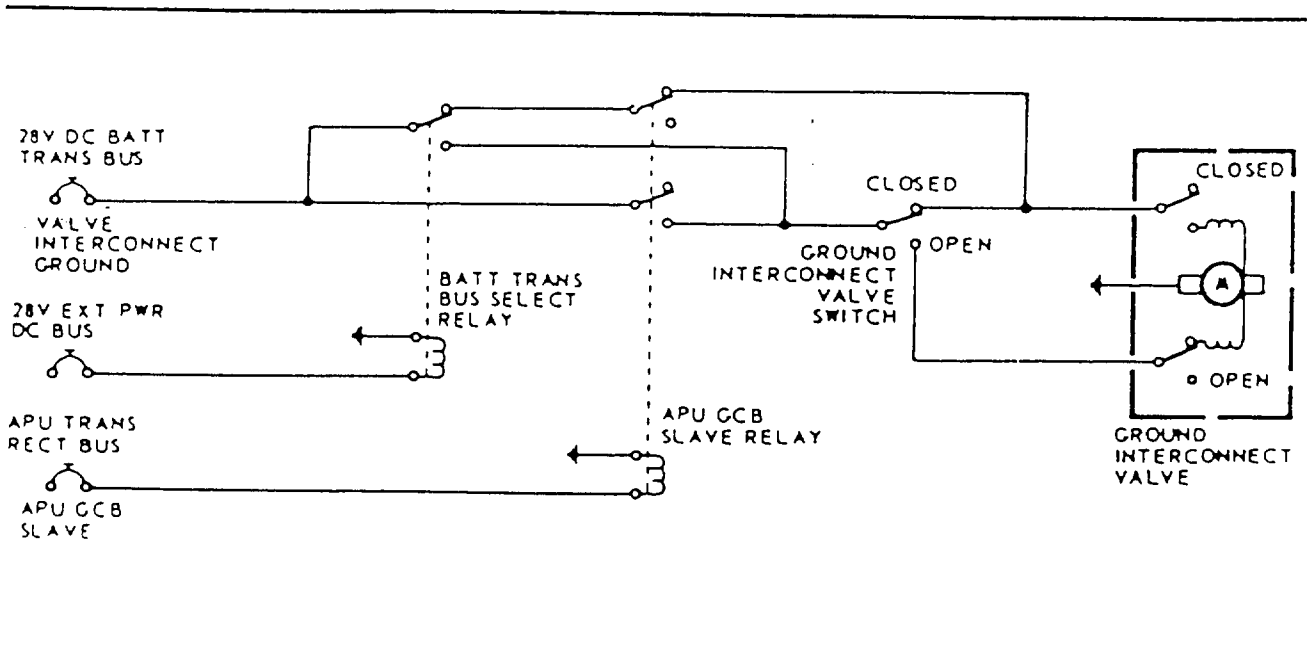 28V DC BATT
TRANS BUS
VALVE
INTERCONNECT
GROUND
28V EXT PWR
DC BUS
APU TRANS
RECT BUS
APU GCB
SLAVE
BATT TRANS
BUS SELECT
RELAY
APU GCB
SLAVE RELAY
CLOSED
OPEN
GROUND
INTERCONNECT
VALVE
SWITCH
CLOSED
M
OPEN
GROUND
INTERCONNECT
VALVE